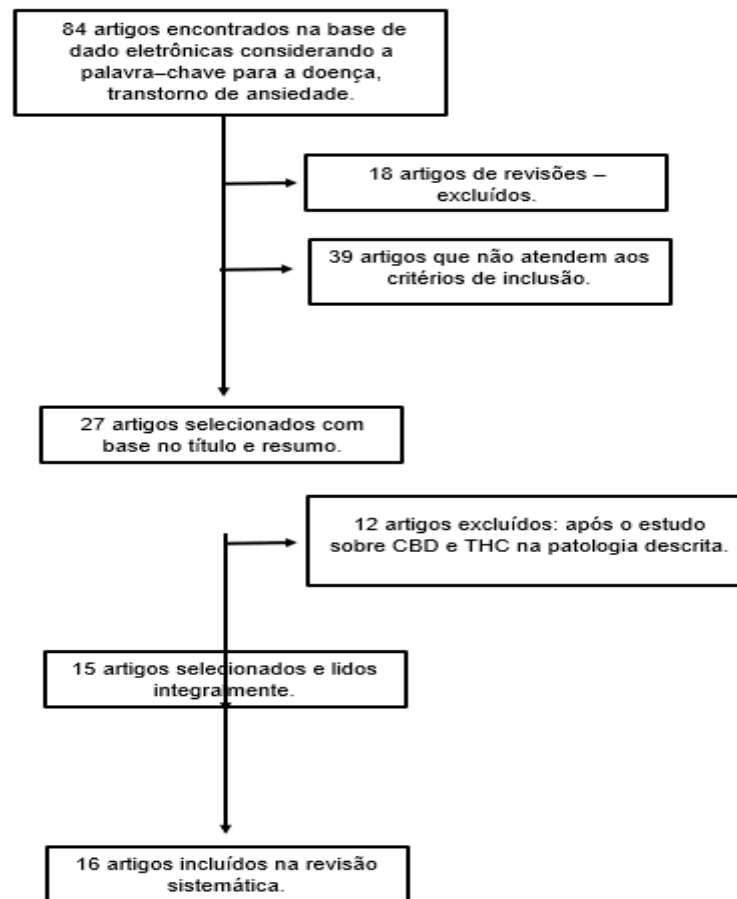 84 artigos encontrados na base de
dado eletrônicas considerando a
palavra–chave para a doença,
transtorno de ansiedade.
18 artigos de revisões –
excluídos.
39 artigos que não atendem aos
critérios de inclusão.
27 artigos selecionados com
base no título e resumo.
12 artigos excluídos: após o estudo
sobre CBD e THC na patologia descrita.
15 artigos selecionados e lidos
integralmente.
16 artigos incluídos na revisão
sistemática.